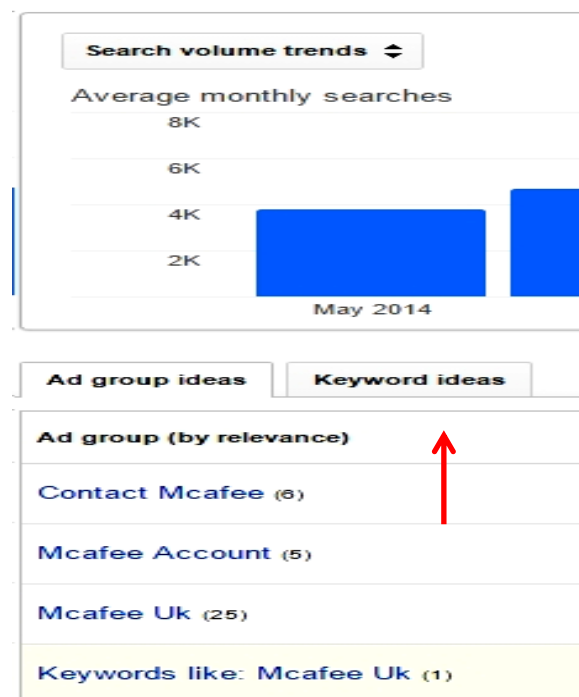 Search volume trends
Average monthly searches
8K
6K
4K
2K
May 2014
Ad group ideas Keyword ideas
Ad group (by relevance)
Contact Mcafee (6)
Mcafee Account (5)
Mcafee Uk (25)
Keywords like: Mcafee Uk (1)